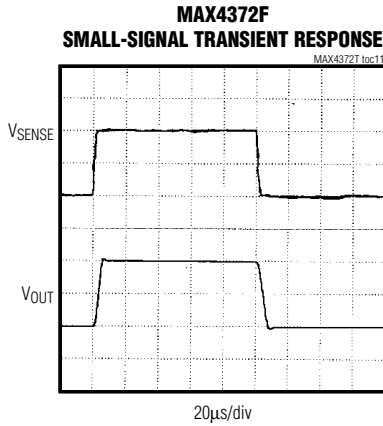 MAX4372F
SMALL-SIGNAL TRANSIENT RESPONSE
MAX4372T toc11
VSENSE
VOUT
20μs/div